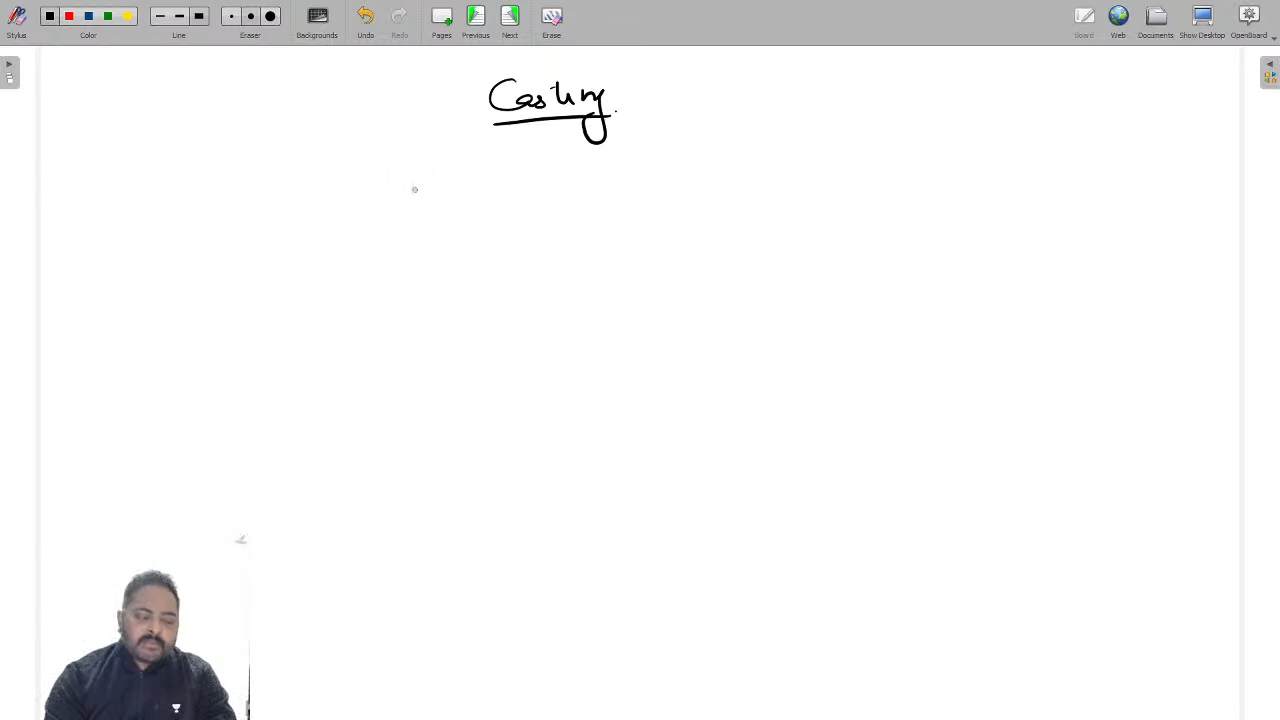 Stylus
Color
Line
Eraser
Backgrounds
Undo
Redo
Pages
Previous
Next
Erase
Board
Web
Documents
Show Desktop
OpenBoard
Casting